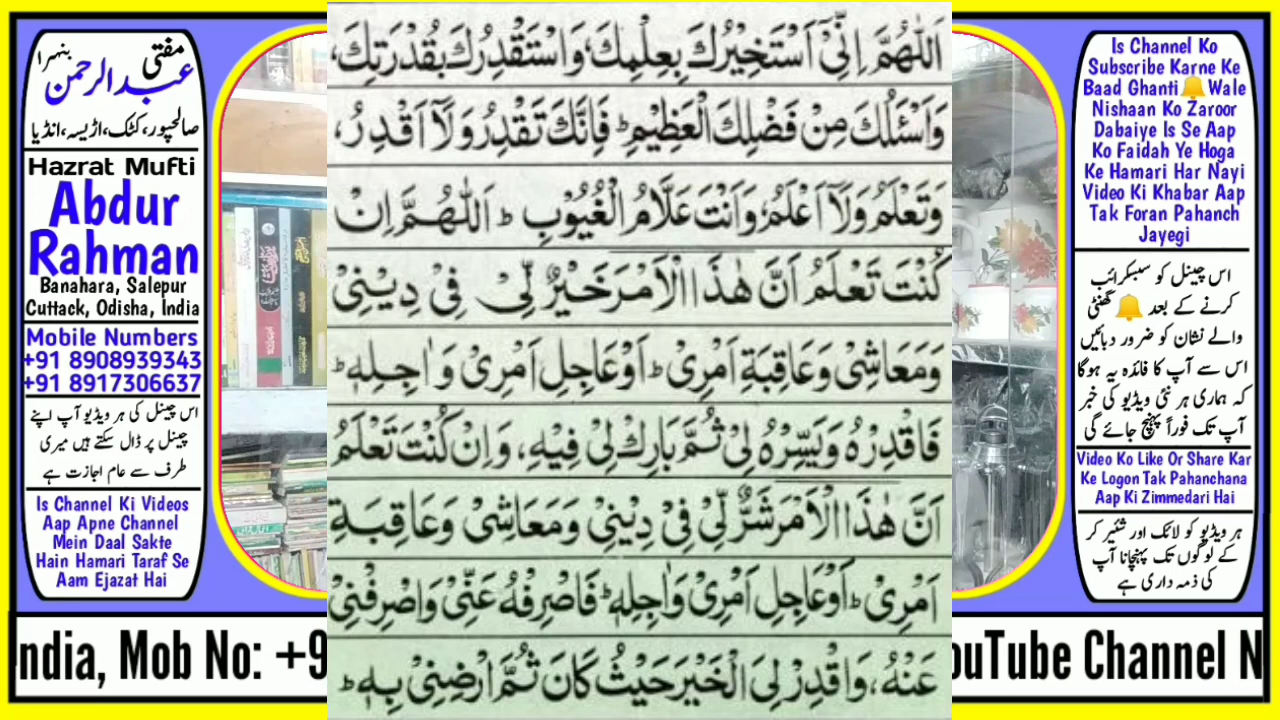 مفتی
عبدالرحمٰن
بنہرا
صالحپور، کٹک، اڑیسہ، انڈیا
Hazrat Mufti
Abdur
Rahman
Banahara, Salepur
Cuttack, Odisha, India
Mobile Numbers
+91 8908939343
+91 8917306637
اس چینل کی ہر ویڈیو آپ اپنے
چینل پر ڈال سکتے ہیں میری
طرف سے عام اجازت ہے
Is Channel Ki Videos
Aap Apne Channel
Mein Daal Sakte
Hain Hamari Taraf Se
Aam Ejazat Hai
اَللّٰهُمَّ اِنِّيْٓ اَسْتَخِيْرُكَ بِعِلْمِكَ، وَاَسْتَقْدِرُكَ بِقُدْرَتِكَ،
وَاَسْئَلُكَ مِنْ فَضْلِكَ الْعَظِيْمِ ؕ فَاِنَّكَ تَقْدِرُ وَلَآ اَقْدِرُ،
وَتَعْلَمُ وَلَآ اَعْلَمُ، وَاَنْتَ عَلَّامُ الْغُيُوْبِ ؕ اَللّٰهُمَّ اِنْ
كُنْتَ تَعْلَمُ اَنَّ هٰذَا الْاَمْرَ خَيْرٌ لِّيْ فِيْ دِيْنِيْ
وَمَعَاشِيْ وَعَاقِبَةِ اَمْرِيْ ؕ اَوْ عَاجِلِ اَمْرِيْ وَاٰجِلِهٖ ؕ
فَاقْدِرْهُ وَيَسِّرْهُ لِيْ ثُمَّ بَارِكْ لِيْ فِيْهِ، وَاِنْ كُنْتَ تَعْلَمُ
اَنَّ هٰذَا الْاَمْرَ شَرٌّ لِّيْ فِيْ دِيْنِيْ وَمَعَاشِيْ وَعَاقِبَةِ
اَمْرِيْ ؕ اَوْ عَاجِلِ اَمْرِيْ وَاٰجِلِهٖ ؕ فَاصْرِفْهُ عَنِّيْ وَاصْرِفْنِيْ
عَنْهُ، وَاقْدِرْ لِيَ الْخَيْرَ حَيْثُ كَانَ ثُمَّ اَرْضِنِيْ بِهٖ ؕ
Is Channel Ko
Subscribe Karne Ke
Baad Ghanti🔔Wale
Nishaan Ko Zaroor
Dabaiye Is Se Aap
Ko Faidah Ye Hoga
Ke Hamari Har Nayi
Video Ki Khabar Aap
Tak Foran Pahanch
Jayegi
اس چینل کو سبسکرائیب
کرنے کے بعد 🔔 گھنٹی
والے نشان کو ضرور دبائیں
اس سے آپ کا فائدہ یہ ہوگا
کہ ہماری ہر نئی ویڈیو کی خبر
آپ تک فوراً پہنچ جائے گی
Video Ko Like Or Share Kar
Ke Logon Tak Pahanchana
Aap Ki Zimmedari Hai
ہر ویڈیو کو لائک اور شئیر کر
کے لوگوں تک پہنچانا آپ
کی ذمہ داری ہے
ndia, Mob No: +9
ouTube Channel N